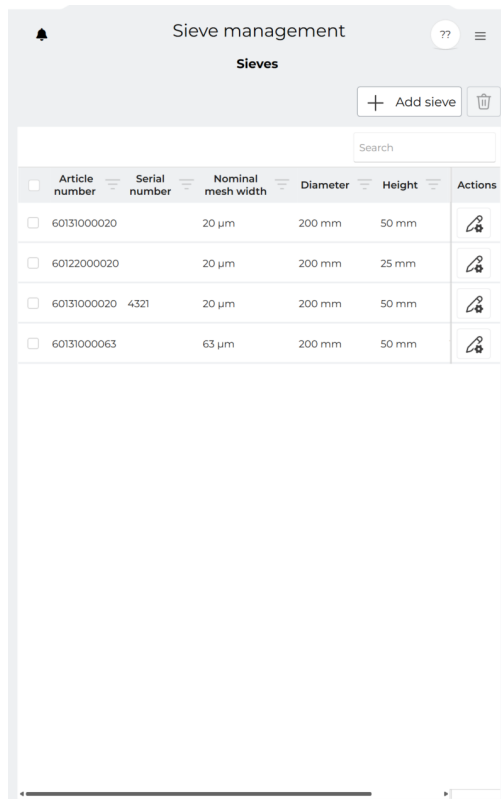 Sieve management
??
Sieves
Add sieve
Search
Article number
Serial number
Nominal mesh width
Diameter
Height
Actions
60131000020 20 µm 200 mm 50 mm
60122000020 20 µm 200 mm 25 mm
60131000020 4321 20 µm 200 mm 50 mm
60131000063 63 µm 200 mm 50 mm